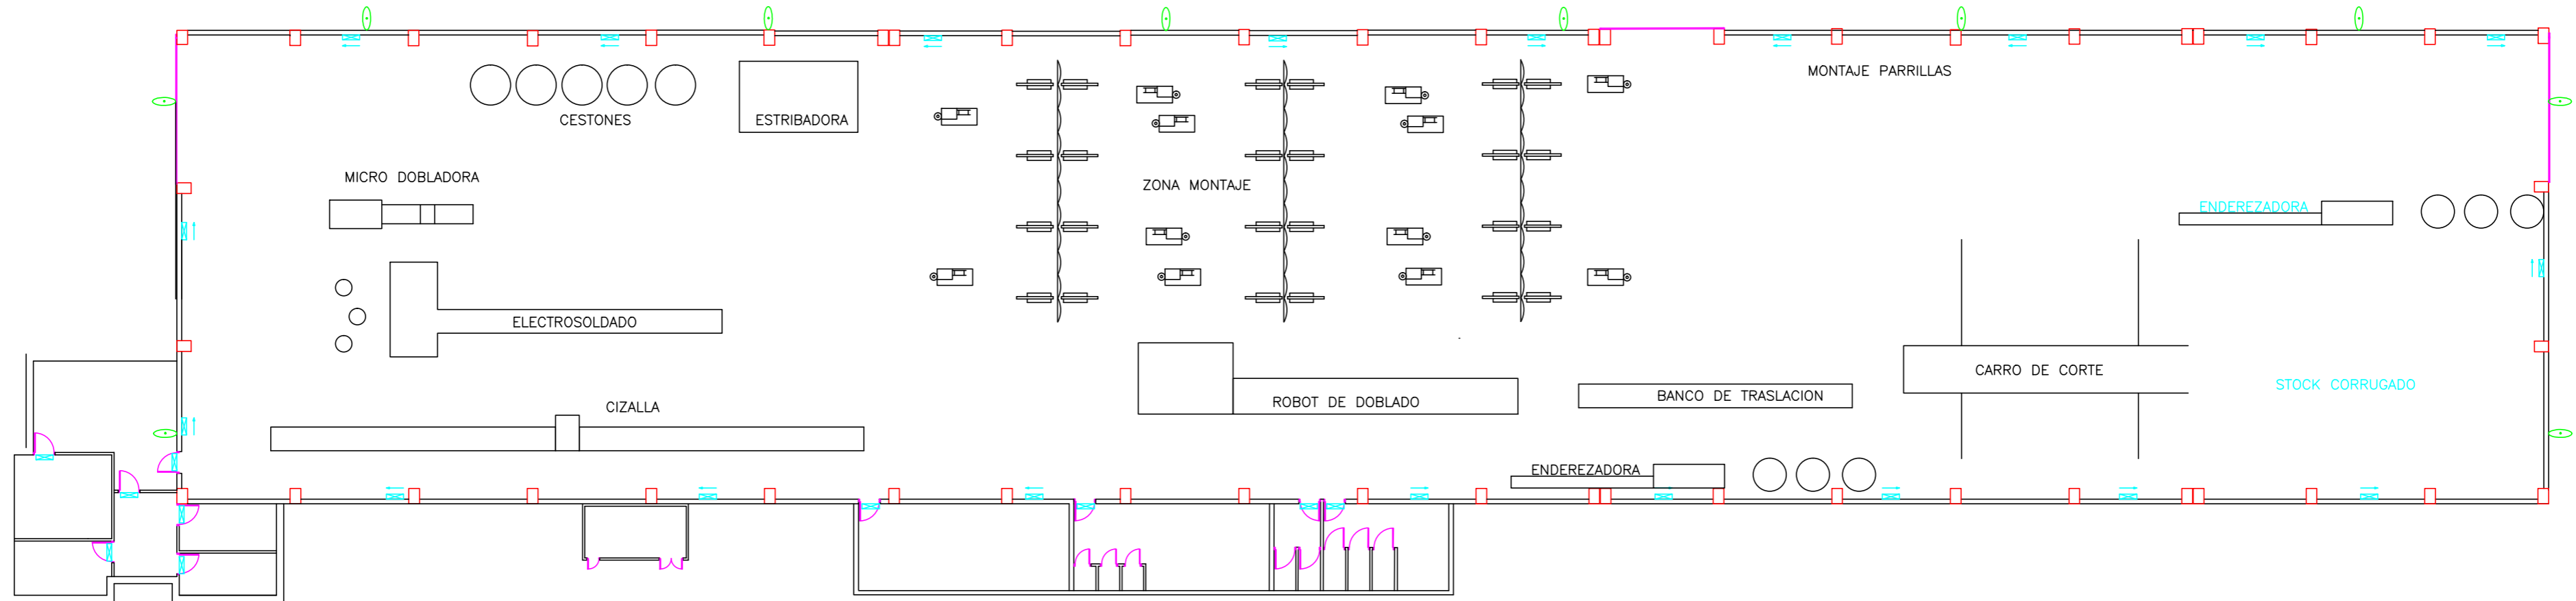 MONTAJE PARRILLAS
CESTONES
ESTRIBADORA
MICRO DOBLADORA
ZONA MONTAJE
ENDEREZADORA
ELECTROSOLDADO
CARRO DE CORTE
STOCK CORRUGADO
CIZALLA
ROBOT DE DOBLADO
BANCO DE TRASLACION
ENDEREZADORA